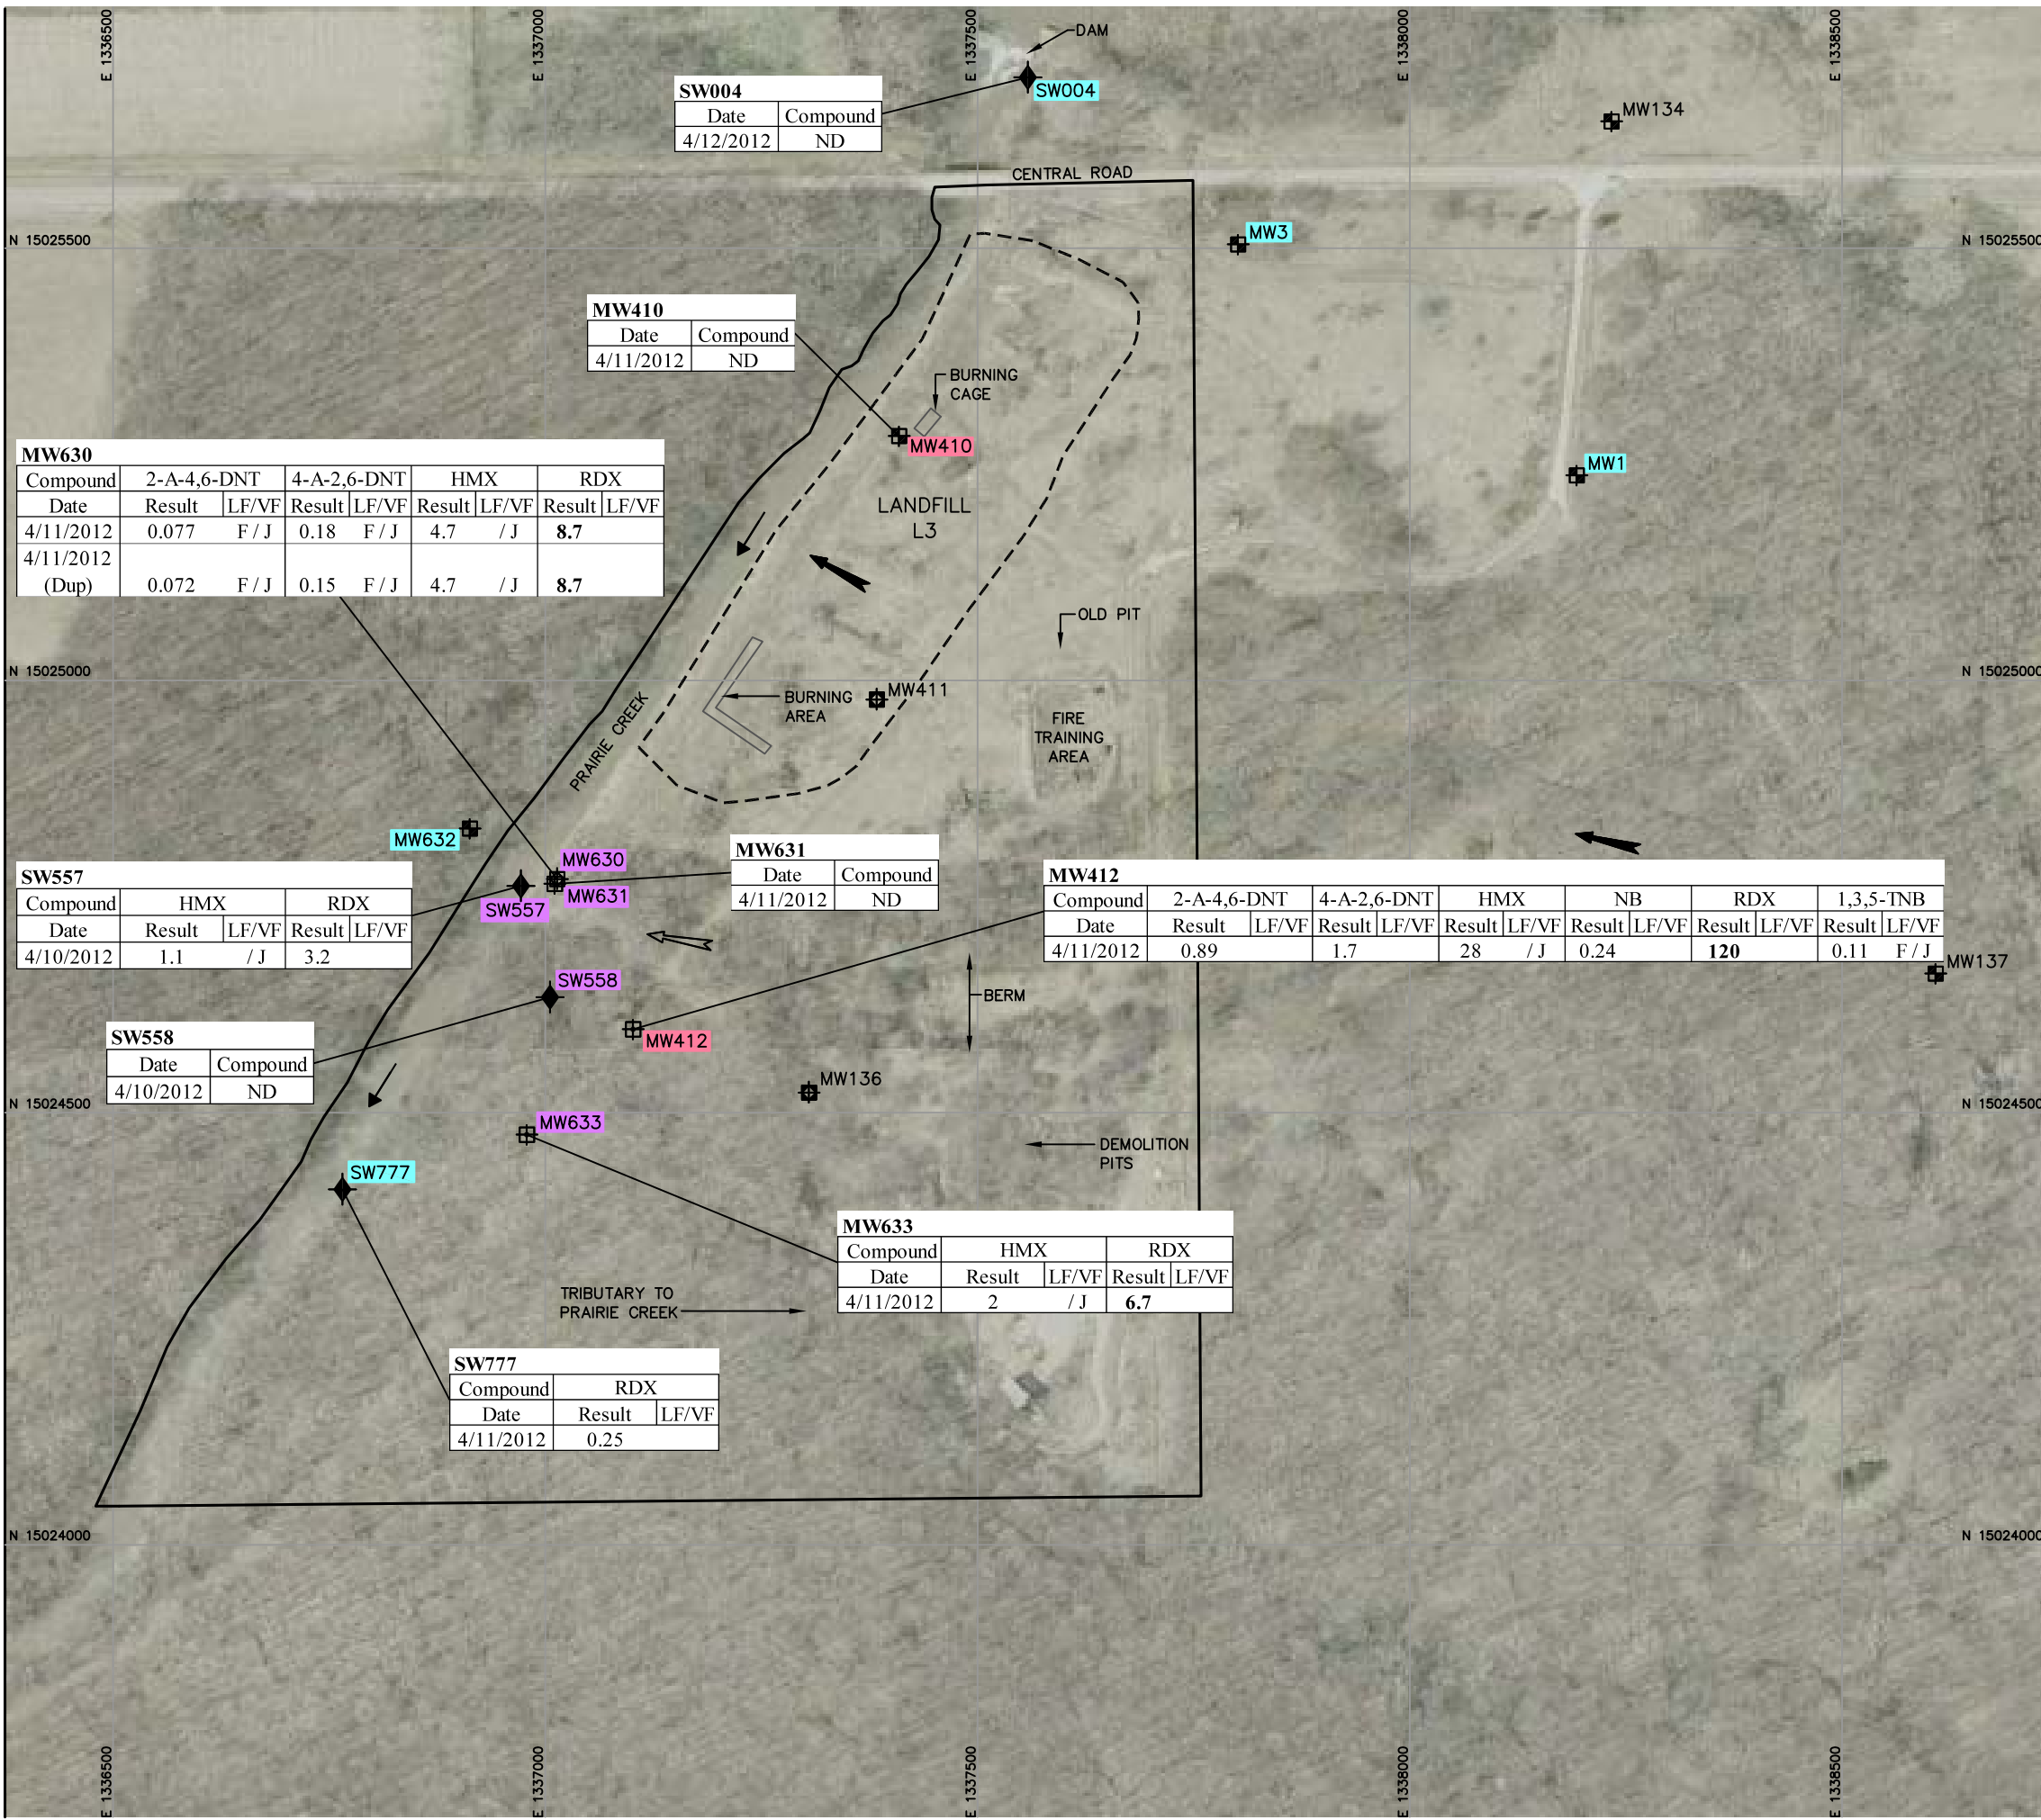 E 1336500
E 1337000
E 1337500
E 1338000
E 1338500
DAM
SW004
SW004
Date Compound
4/12/2012 ND
MW134
CENTRAL ROAD
MW3
N 15025500
N 15025500
MW410
Date Compound
4/11/2012 ND
BURNING
CAGE
MW410
MW1
MW630
Compound 2-A-4,6-DNT 4-A-2,6-DNT HMX RDX
Date Result LF/VF Result LF/VF Result LF/VF Result LF/VF
4/11/2012 0.077 F / J 0.18 F / J 4.7 / J 8.7
4/11/2012
(Dup) 0.072 F / J 0.15 F / J 4.7 / J 8.7
LANDFILL
L3
OLD PIT
N 15025000
N 15025000
PRAIRIE CREEK
BURNING
AREA
MW411
FIRE
TRAINING
AREA
MW632
MW630
MW631
SW557
MW631
Date Compound
4/11/2012 ND
SW557
Compound HMX RDX
Date Result LF/VF Result LF/VF
4/10/2012 1.1 / J 3.2
MW412
Compound 2-A-4,6-DNT 4-A-2,6-DNT HMX NB RDX 1,3,5-TNB
Date Result LF/VF Result LF/VF Result LF/VF Result LF/VF Result LF/VF Result LF/VF
4/11/2012 0.89 1.7 28 / J 0.24 120 0.11 F / J
MW137
SW558
BERM
SW558
Date Compound
4/10/2012 ND
MW412
MW136
N 15024500
N 15024500
MW633
DEMOLITION
PITS
SW777
MW633
Compound HMX RDX
Date Result LF/VF Result LF/VF
4/11/2012 2 / J 6.7
TRIBUTARY TO
PRAIRIE CREEK
SW777
Compound RDX
Date Result LF/VF
4/11/2012 0.25
N 15024000
N 15024000
E 1336500
E 1337000
E 1337500
E 1338000
E 1338500